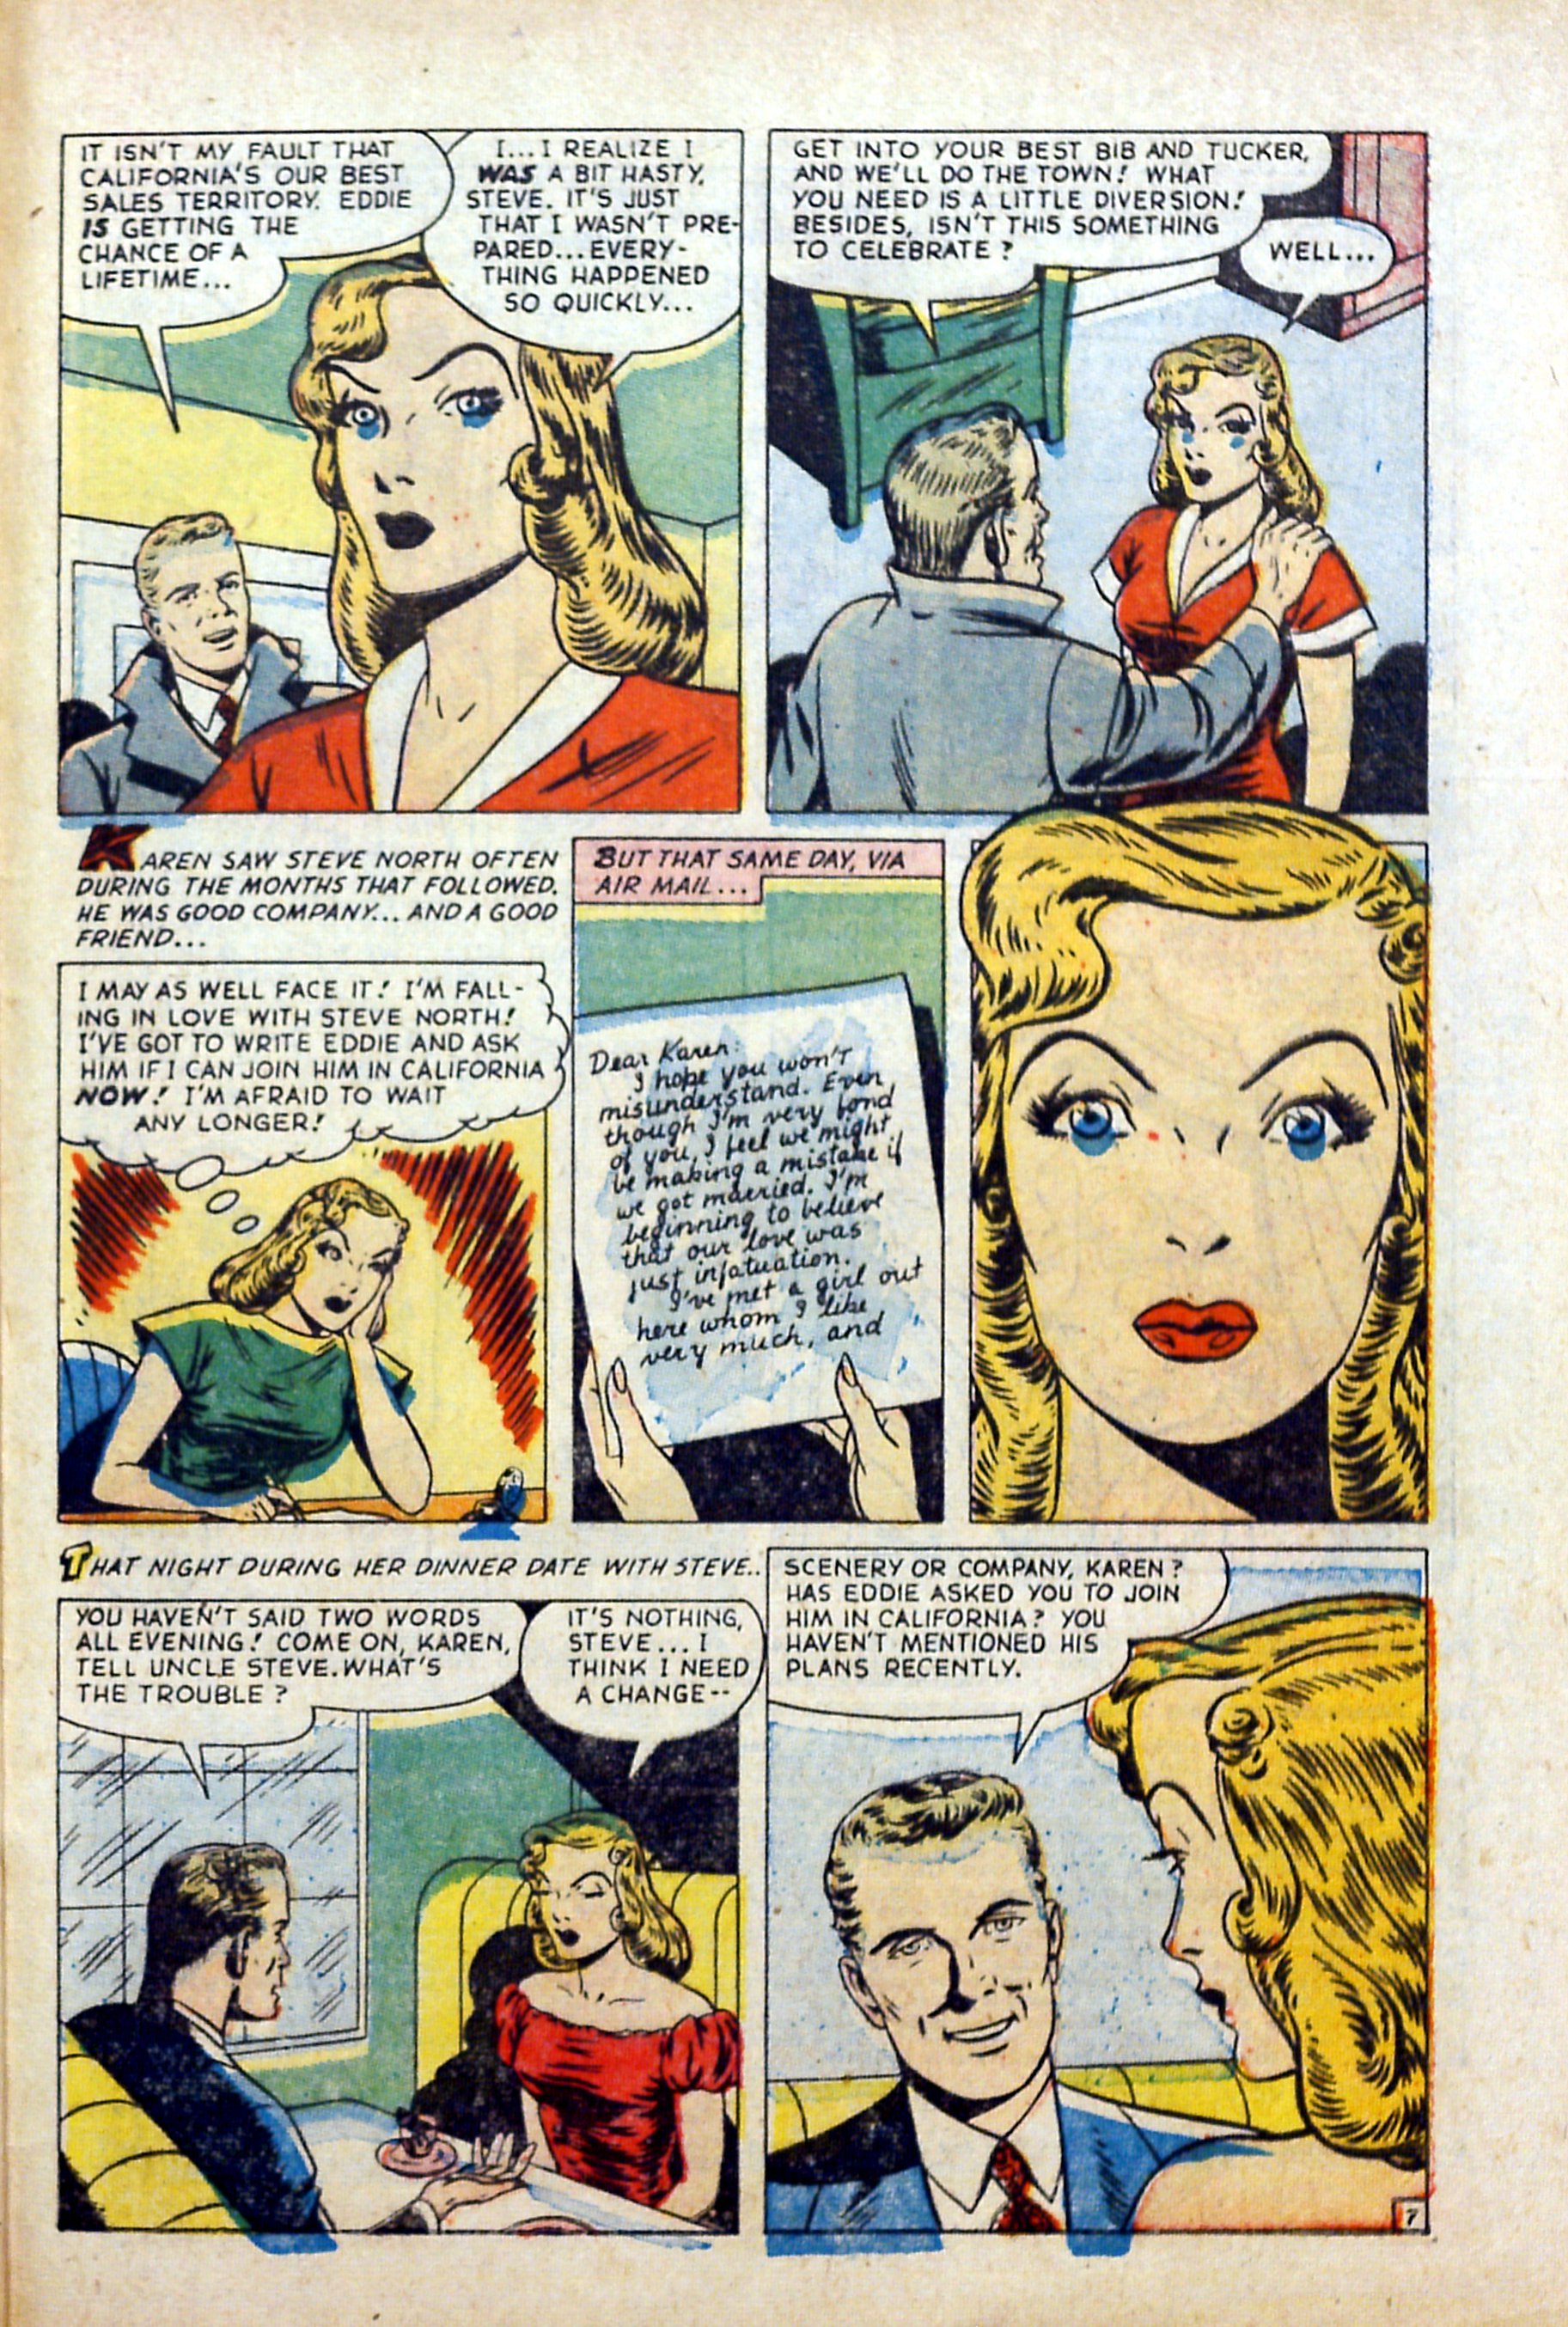 IT ISN'T MY FAULT THAT
CALIFORNIA'S OUR BEST
SALES TERRITORY. EDDIE
IS GETTING THE
CHANCE OF A
LIFETIME...
I...I REALIZE I
WAS A BIT HASTY,
STEVE. IT'S JUST
THAT I WASN'T PRE-
PARED...EVERY-
THING HAPPENED
SO QUICKLY...
GET INTO YOUR BEST BIB AND TUCKER,
AND WE'LL DO THE TOWN! WHAT
YOU NEED IS A LITTLE DIVERSION!
BESIDES, ISN'T THIS SOMETHING
TO CELEBRATE?
WELL...
KAREN SAW STEVE NORTH OFTEN
DURING THE MONTHS THAT FOLLOWED.
HE WAS GOOD COMPANY... AND A GOOD
FRIEND...
I MAY AS WELL FACE IT! I'M FALL-
ING IN LOVE WITH STEVE NORTH!
I'VE GOT TO WRITE EDDIE AND ASK
HIM IF I CAN JOIN HIM IN CALIFORNIA
NOW! I'M AFRAID TO WAIT
ANY LONGER!
BUT THAT SAME DAY, VIA
AIR MAIL...
Dear Karen:
I hope you won't
misunderstand. Even
though I'm very fond
of you, I feel we might
be making a mistake if
we got married. I'm
beginning to believe
that our love was
just infatuation.
I've met a girl out
here whom I like
very much, and
THAT NIGHT DURING HER DINNER DATE WITH STEVE..
YOU HAVEN'T SAID TWO WORDS
ALL EVENING! COME ON, KAREN,
TELL UNCLE STEVE. WHAT'S
THE TROUBLE?
IT'S NOTHING,
STEVE... I
THINK I NEED
A CHANGE--
SCENERY OR COMPANY, KAREN?
HAS EDDIE ASKED YOU TO JOIN
HIM IN CALIFORNIA? YOU
HAVEN'T MENTIONED HIS
PLANS RECENTLY.
7